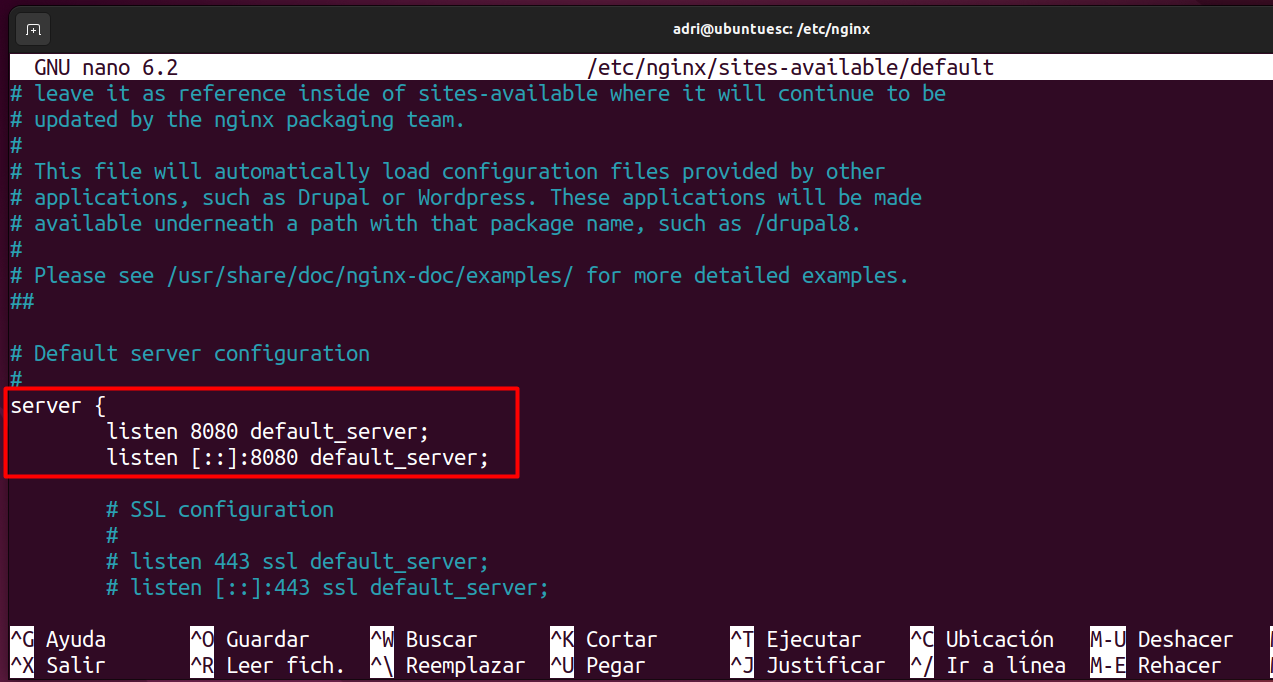 adri@ubuntuesc: /etc/nginx
GNU nano 6.2 /etc/nginx/sites-available/default
# leave it as reference inside of sites-available where it will continue to be
# updated by the nginx packaging team.
#
# This file will automatically load configuration files provided by other
# applications, such as Drupal or Wordpress. These applications will be made
# available underneath a path with that package name, such as /drupal8.
#
# Please see /usr/share/doc/nginx-doc/examples/ for more detailed examples.
##
# Default server configuration
#
server {
listen 8080 default_server;
listen [::]:8080 default_server;
# SSL configuration
#
# listen 443 ssl default_server;
# listen [::]:443 ssl default_server;
^G Ayuda ^O Guardar ^W Buscar ^K Cortar ^T Ejecutar ^C Ubicación M-U Deshacer
^X Salir ^R Leer fich. ^\ Reemplazar ^U Pegar ^J Justificar ^/ Ir a línea M-E Rehacer